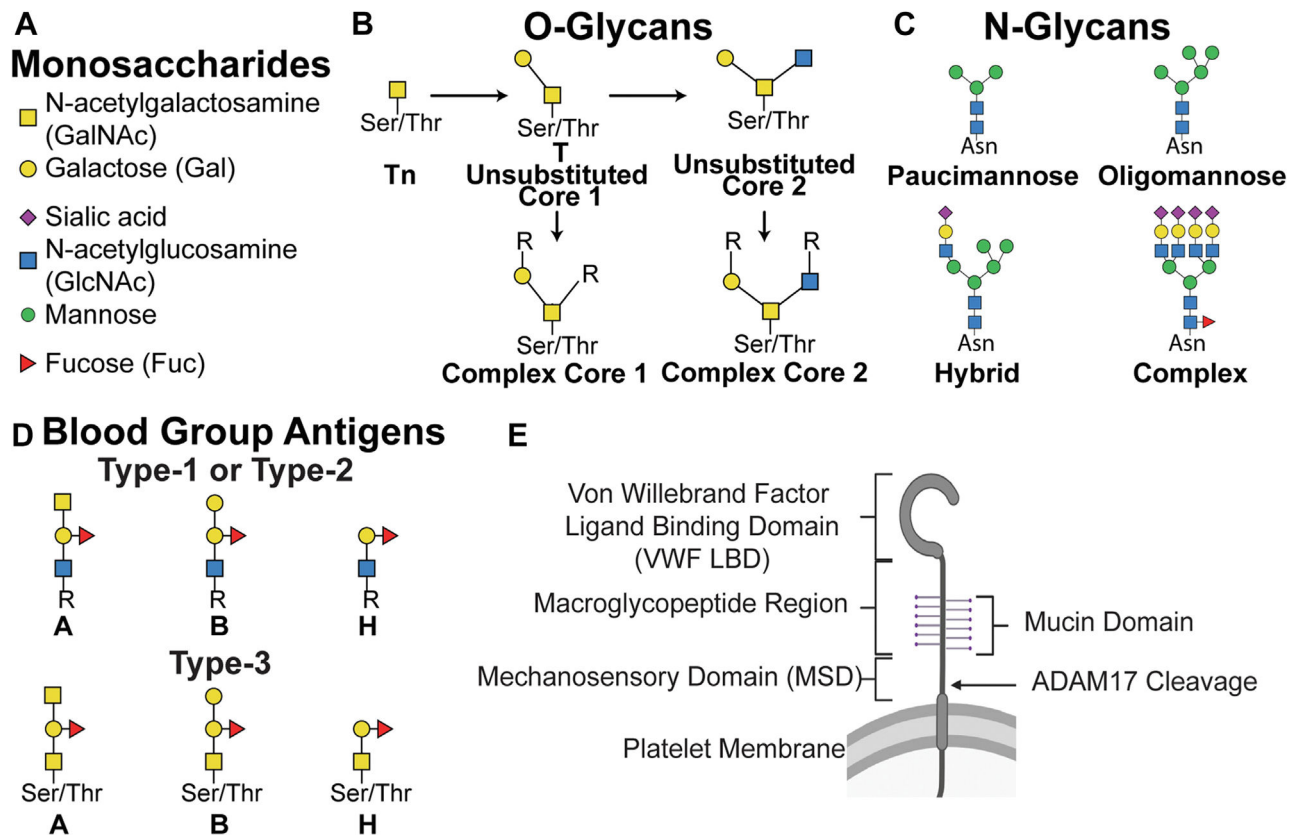 A
Monosaccharides
N-acetylgalactosamine
(GalNAc)
Galactose (Gal)
Sialic acid
N-acetylglucosamine
(GlcNAc)
Mannose
Fucose (Fuc)
B
O-Glycans
Ser/Thr
Tn
Ser/Thr
T
Unsubstituted
Core 1
Ser/Thr
Unsubstituted
Core 2
R
R
Ser/Thr
Complex Core 1
R
R
Ser/Thr
Complex Core 2
C
N-Glycans
Asn
Paucimannose
Asn
Oligomannose
Asn
Hybrid
Asn
Complex
D
Blood Group Antigens
Type-1 or Type-2
R
A
R
B
R
H
Type-3
Ser/Thr
A
Ser/Thr
B
Ser/Thr
H
E
Von Willebrand Factor
Ligand Binding Domain
(VWF LBD)
Macroglycopeptide Region
Mucin Domain
Mechanosensory Domain (MSD)
ADAM17 Cleavage
Platelet Membrane